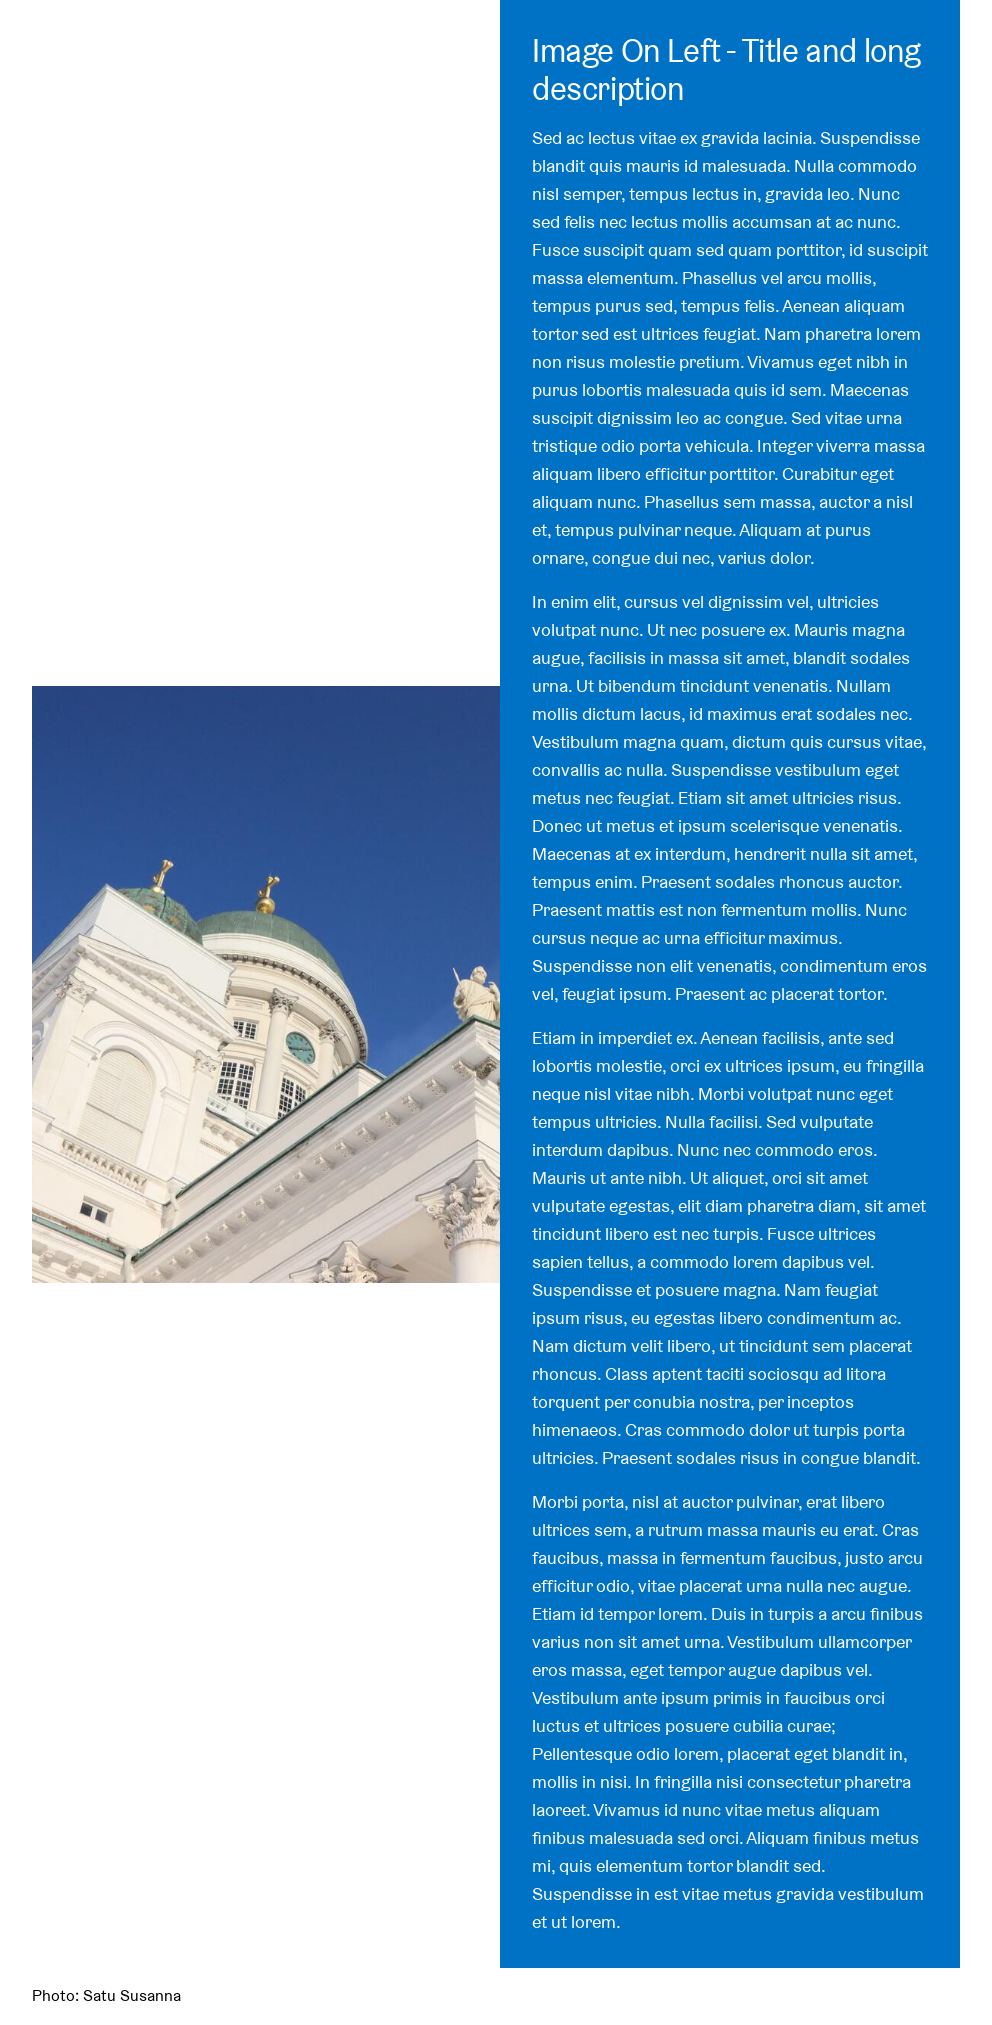 Image On Left - Title and long
description
Sed ac lectus vitae ex gravida lacinia. Suspendisse
blandit quis mauris id malesuada. Nulla commodo
nisl semper, tempus lectus in, gravida leo. Nunc
sed felis nec lectus mollis accumsan at ac nunc.
Fusce suscipit quam sed quam porttitor, id suscipit
massa elementum. Phasellus vel arcu mollis,
tempus purus sed, tempus felis. Aenean aliquam
tortor sed est ultrices feugiat. Nam pharetra lorem
non risus molestie pretium. Vivamus eget nibh in
purus lobortis malesuada quis id sem. Maecenas
suscipit dignissim leo ac congue. Sed vitae urna
tristique odio porta vehicula. Integer viverra massa
aliquam libero efficitur porttitor. Curabitur eget
aliquam nunc. Phasellus sem massa, auctor a nisl
et, tempus pulvinar neque. Aliquam at purus
ornare, congue dui nec, varius dolor.
In enim elit, cursus vel dignissim vel, ultricies
volutpat nunc. Ut nec posuere ex. Mauris magna
augue, facilisis in massa sit amet, blandit sodales
urna. Ut bibendum tincidunt venenatis. Nullam
mollis dictum lacus, id maximus erat sodales nec.
Vestibulum magna quam, dictum quis cursus vitae,
convallis ac nulla. Suspendisse vestibulum eget
metus nec feugiat. Etiam sit amet ultricies risus.
Donec ut metus et ipsum scelerisque venenatis.
Maecenas at ex interdum, hendrerit nulla sit amet,
tempus enim. Praesent sodales rhoncus auctor.
Praesent mattis est non fermentum mollis. Nunc
cursus neque ac urna efficitur maximus.
Suspendisse non elit venenatis, condimentum eros
vel, feugiat ipsum. Praesent ac placerat tortor.
Etiam in imperdiet ex. Aenean facilisis, ante sed
lobortis molestie, orci ex ultrices ipsum, eu fringilla
neque nisl vitae nibh. Morbi volutpat nunc eget
tempus ultricies. Nulla facilisi. Sed vulputate
interdum dapibus. Nunc nec commodo eros.
Mauris ut ante nibh. Ut aliquet, orci sit amet
vulputate egestas, elit diam pharetra diam, sit amet
tincidunt libero est nec turpis. Fusce ultrices
sapien tellus, a commodo lorem dapibus vel.
Suspendisse et posuere magna. Nam feugiat
ipsum risus, eu egestas libero condimentum ac.
Nam dictum velit libero, ut tincidunt sem placerat
rhoncus. Class aptent taciti sociosqu ad litora
torquent per conubia nostra, per inceptos
himenaeos. Cras commodo dolor ut turpis porta
ultricies. Praesent sodales risus in congue blandit.
Morbi porta, nisl at auctor pulvinar, erat libero
ultrices sem, a rutrum massa mauris eu erat. Cras
faucibus, massa in fermentum faucibus, justo arcu
efficitur odio, vitae placerat urna nulla nec augue.
Etiam id tempor lorem. Duis in turpis a arcu finibus
varius non sit amet urna. Vestibulum ullamcorper
eros massa, eget tempor augue dapibus vel.
Vestibulum ante ipsum primis in faucibus orci
luctus et ultrices posuere cubilia curae;
Pellentesque odio lorem, placerat eget blandit in,
mollis in nisi. In fringilla nisi consectetur pharetra
laoreet. Vivamus id nunc vitae metus aliquam
finibus malesuada sed orci. Aliquam finibus metus
mi, quis elementum tortor blandit sed.
Suspendisse in est vitae metus gravida vestibulum
et ut lorem.
Photo: Satu Susanna